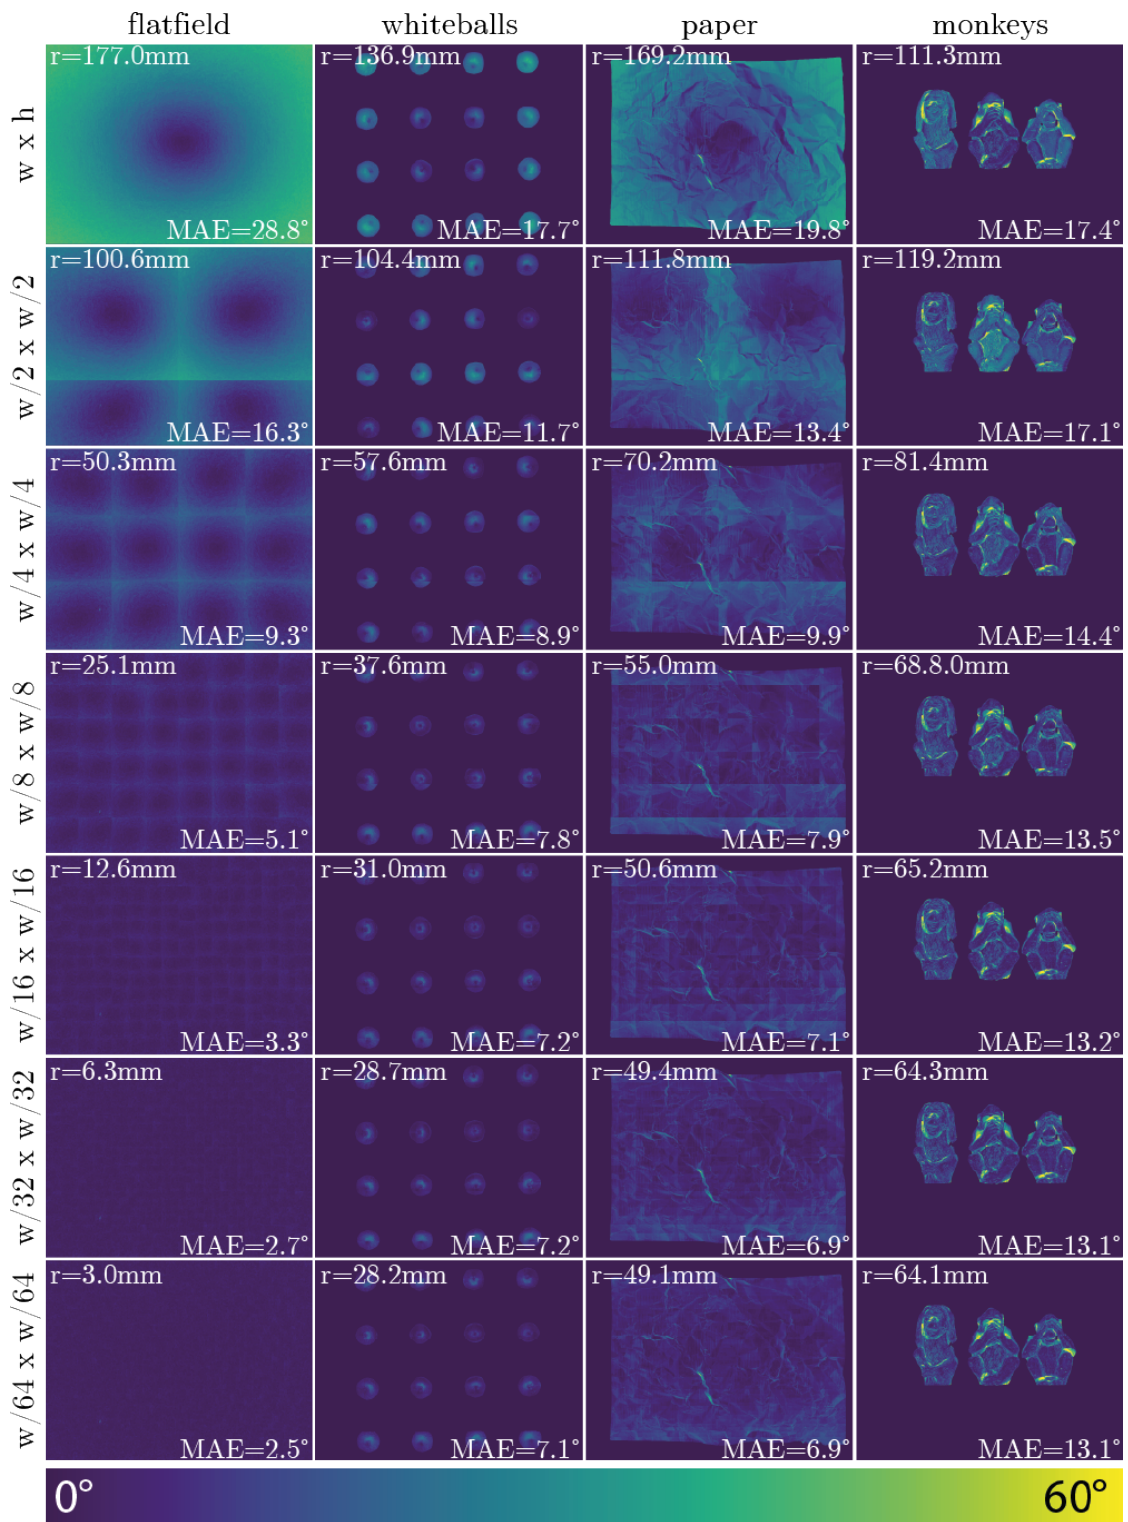 flatfield whiteballs paper monkeys
w x h
r=177.0mm r=136.9mm r=169.2mm r=111.3mm
MAE=28.8° MAE=17.7° MAE=19.8° MAE=17.4°
w/2 x w/2
r=100.6mm r=104.4mm r=111.8mm r=119.2mm
MAE=16.3° MAE=11.7° MAE=13.4° MAE=17.1°
w/4 x w/4
r=50.3mm r=57.6mm r=70.2mm r=81.4mm
MAE=9.3° MAE=8.9° MAE=9.9° MAE=14.4°
w/8 x w/8
r=25.1mm r=37.6mm r=55.0mm r=68.8.0mm
MAE=5.1° MAE=7.8° MAE=7.9° MAE=13.5°
w/16 x w/16
r=12.6mm r=31.0mm r=50.6mm r=65.2mm
MAE=3.3° MAE=7.2° MAE=7.1° MAE=13.2°
w/32 x w/32
r=6.3mm r=28.7mm r=49.4mm r=64.3mm
MAE=2.7° MAE=7.2° MAE=6.9° MAE=13.1°
w/64 x w/64
r=3.0mm r=28.2mm r=49.1mm r=64.1mm
MAE=2.5° MAE=7.1° MAE=6.9° MAE=13.1°
0° 60°